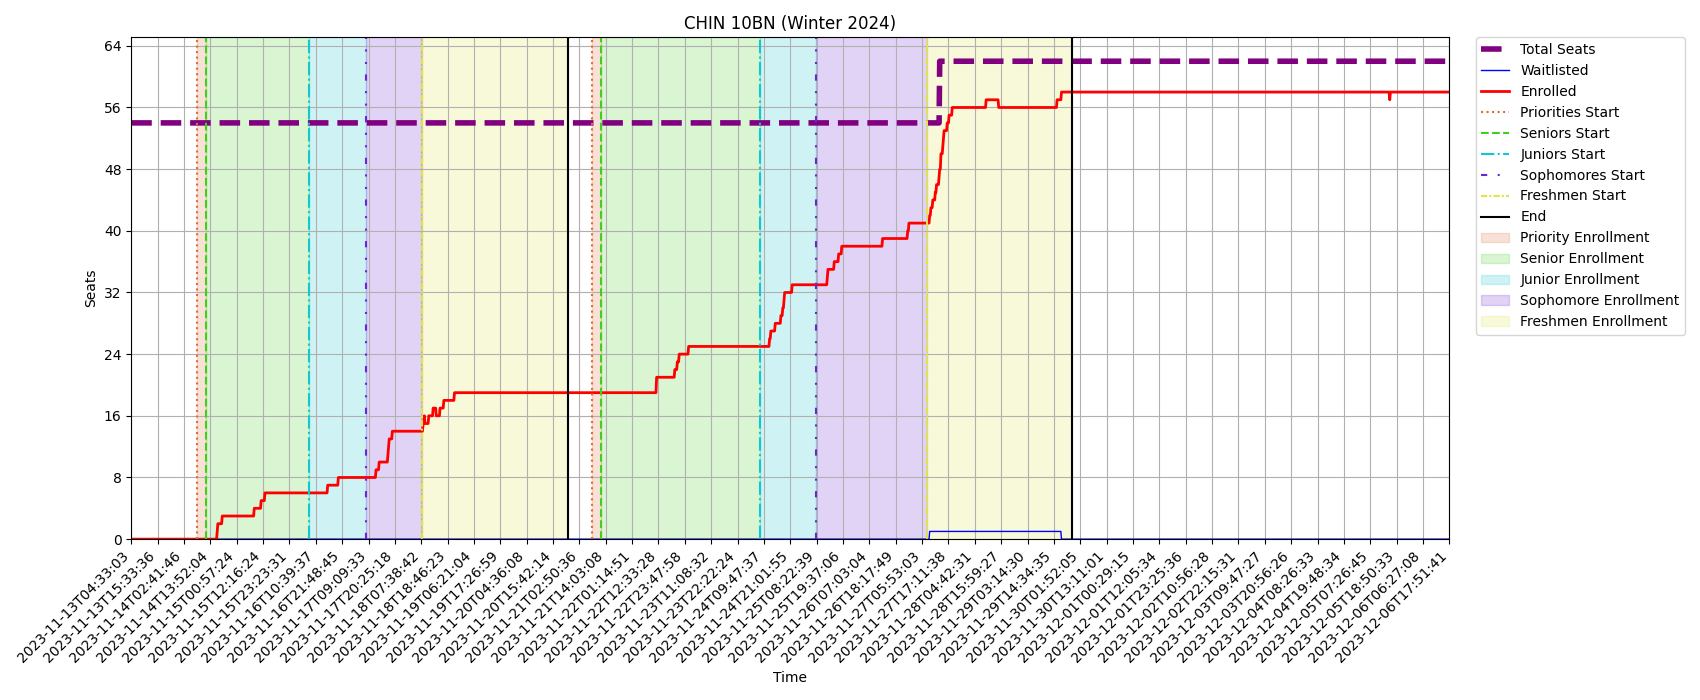 CHIN 10BN (Winter 2024)
Seats
64
56
48
40
32
24
16
8
0
2023-11-13T04:33:03
2023-11-13T15:33:36
2023-11-14T02:41:46
2023-11-14T13:52:04
2023-11-15T00:57:24
2023-11-15T12:16:24
2023-11-15T23:23:31
2023-11-16T10:39:37
2023-11-16T21:48:45
2023-11-17T09:09:33
2023-11-17T20:25:18
2023-11-18T07:38:42
2023-11-18T18:46:23
2023-11-19T06:21:04
2023-11-19T17:26:59
2023-11-20T04:36:08
2023-11-20T15:42:14
2023-11-21T02:50:36
2023-11-21T14:03:08
2023-11-22T01:14:51
2023-11-22T12:33:28
2023-11-22T23:47:58
2023-11-23T11:08:32
2023-11-23T22:22:24
2023-11-24T09:47:37
2023-11-24T21:01:55
2023-11-25T08:22:39
2023-11-25T19:37:06
2023-11-26T07:03:04
2023-11-26T18:17:49
2023-11-27T05:53:03
2023-11-27T17:11:38
2023-11-28T04:42:31
2023-11-28T15:59:27
2023-11-29T03:14:30
2023-11-29T14:34:35
2023-11-30T01:52:05
2023-11-30T13:11:01
2023-12-01T00:29:15
2023-12-01T12:05:34
2023-12-01T23:25:36
2023-12-02T10:56:28
2023-12-02T22:15:31
2023-12-03T09:47:27
2023-12-03T20:56:26
2023-12-04T08:26:33
2023-12-04T19:48:34
2023-12-05T07:26:45
2023-12-05T18:50:33
2023-12-06T06:27:08
2023-12-06T17:51:41
Time
Total Seats
Waitlisted
Enrolled
Priorities Start
Seniors Start
Juniors Start
Sophomores Start
Freshmen Start
End
Priority Enrollment
Senior Enrollment
Junior Enrollment
Sophomore Enrollment
Freshmen Enrollment